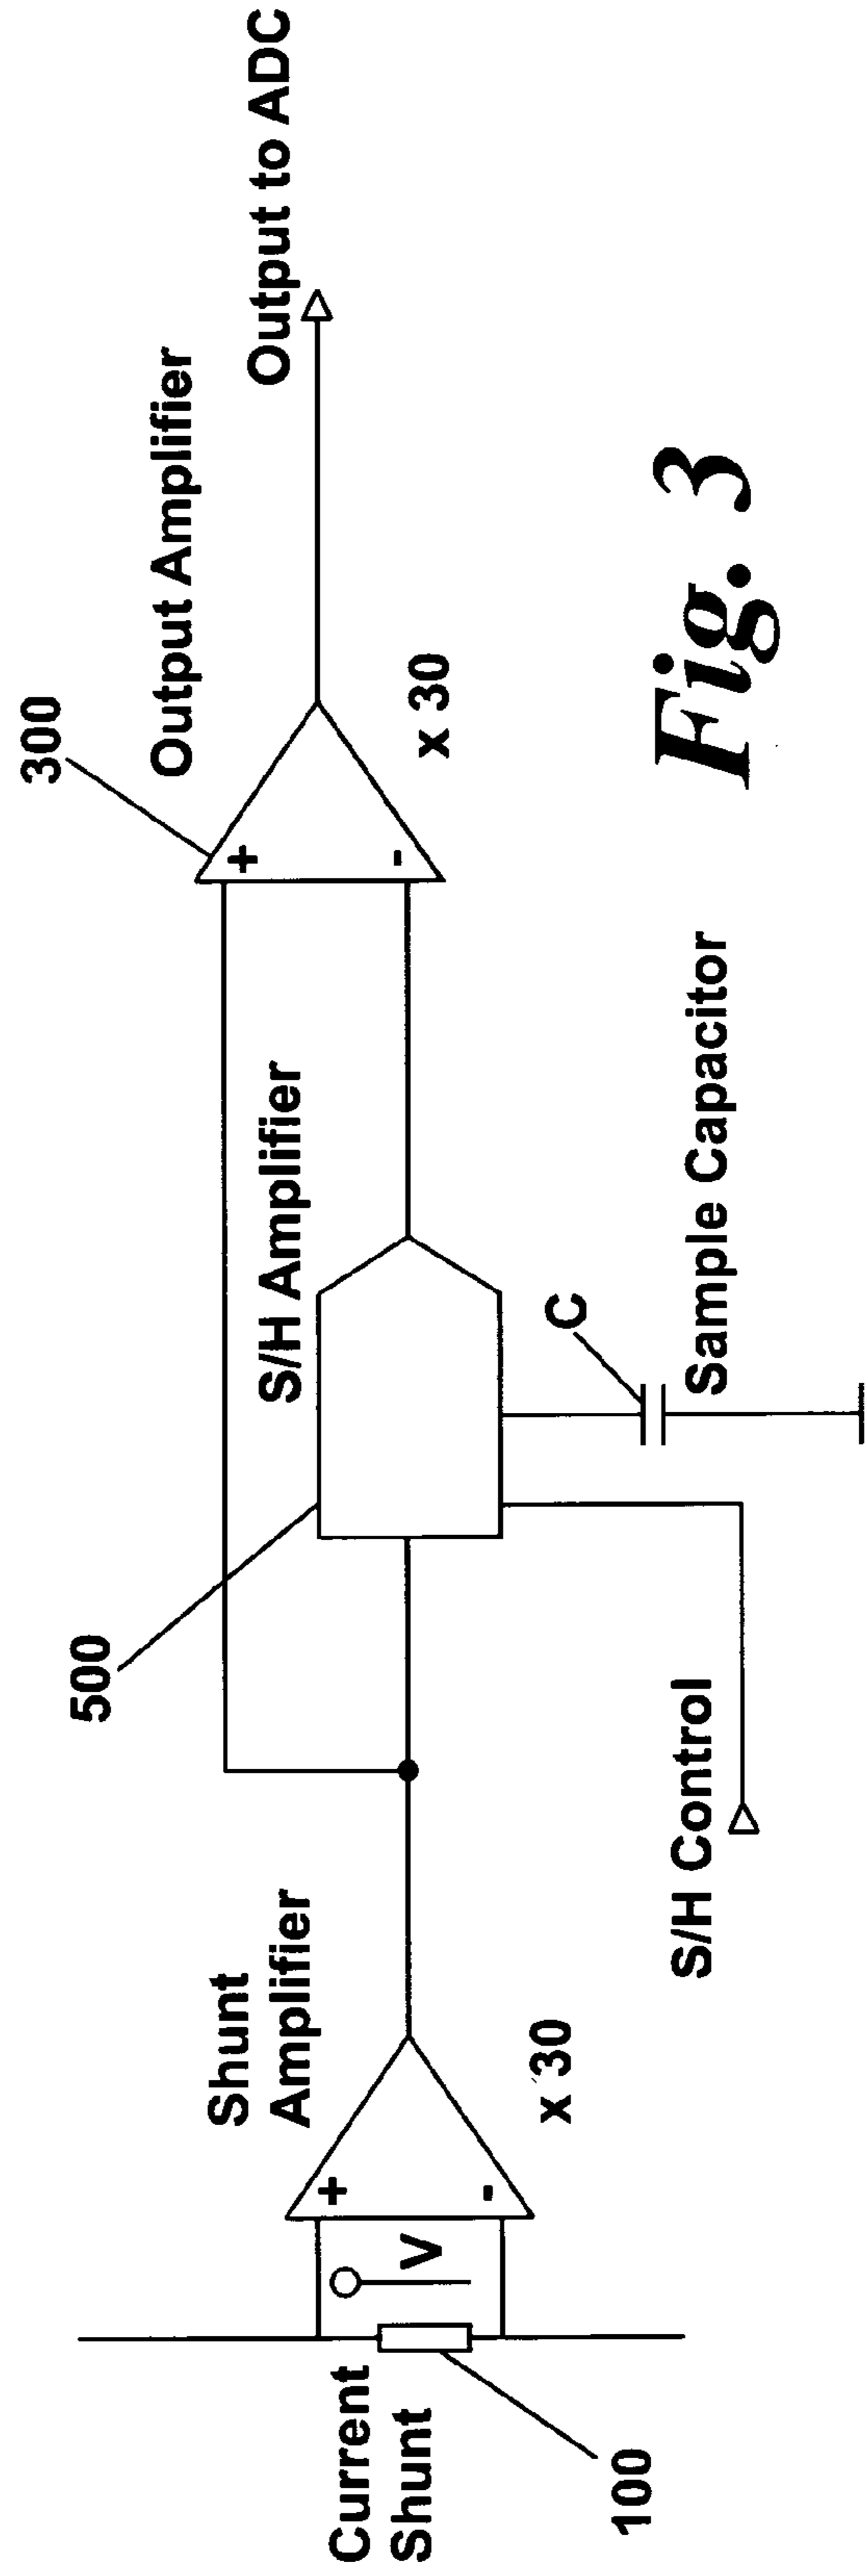 300
Output Amplifier
Output to ADC
+
-
x 30
500
S/H Amplifier
C
Sample Capacitor
S/H Control
Shunt
Amplifier
+
-
x 30
V
Current
Shunt
100
Fig. 3